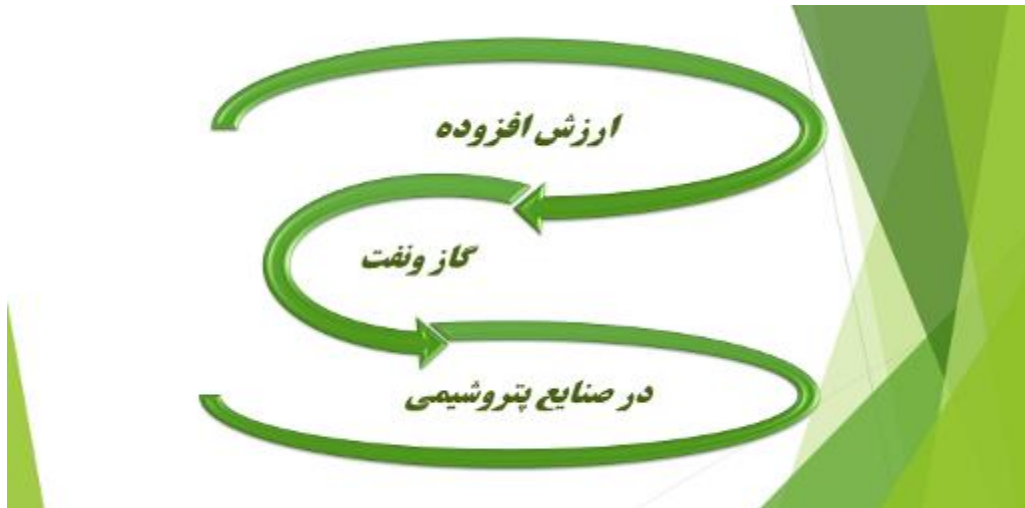 ارزش افزوده
گاز ونفت
در صنایع پتروشیمی